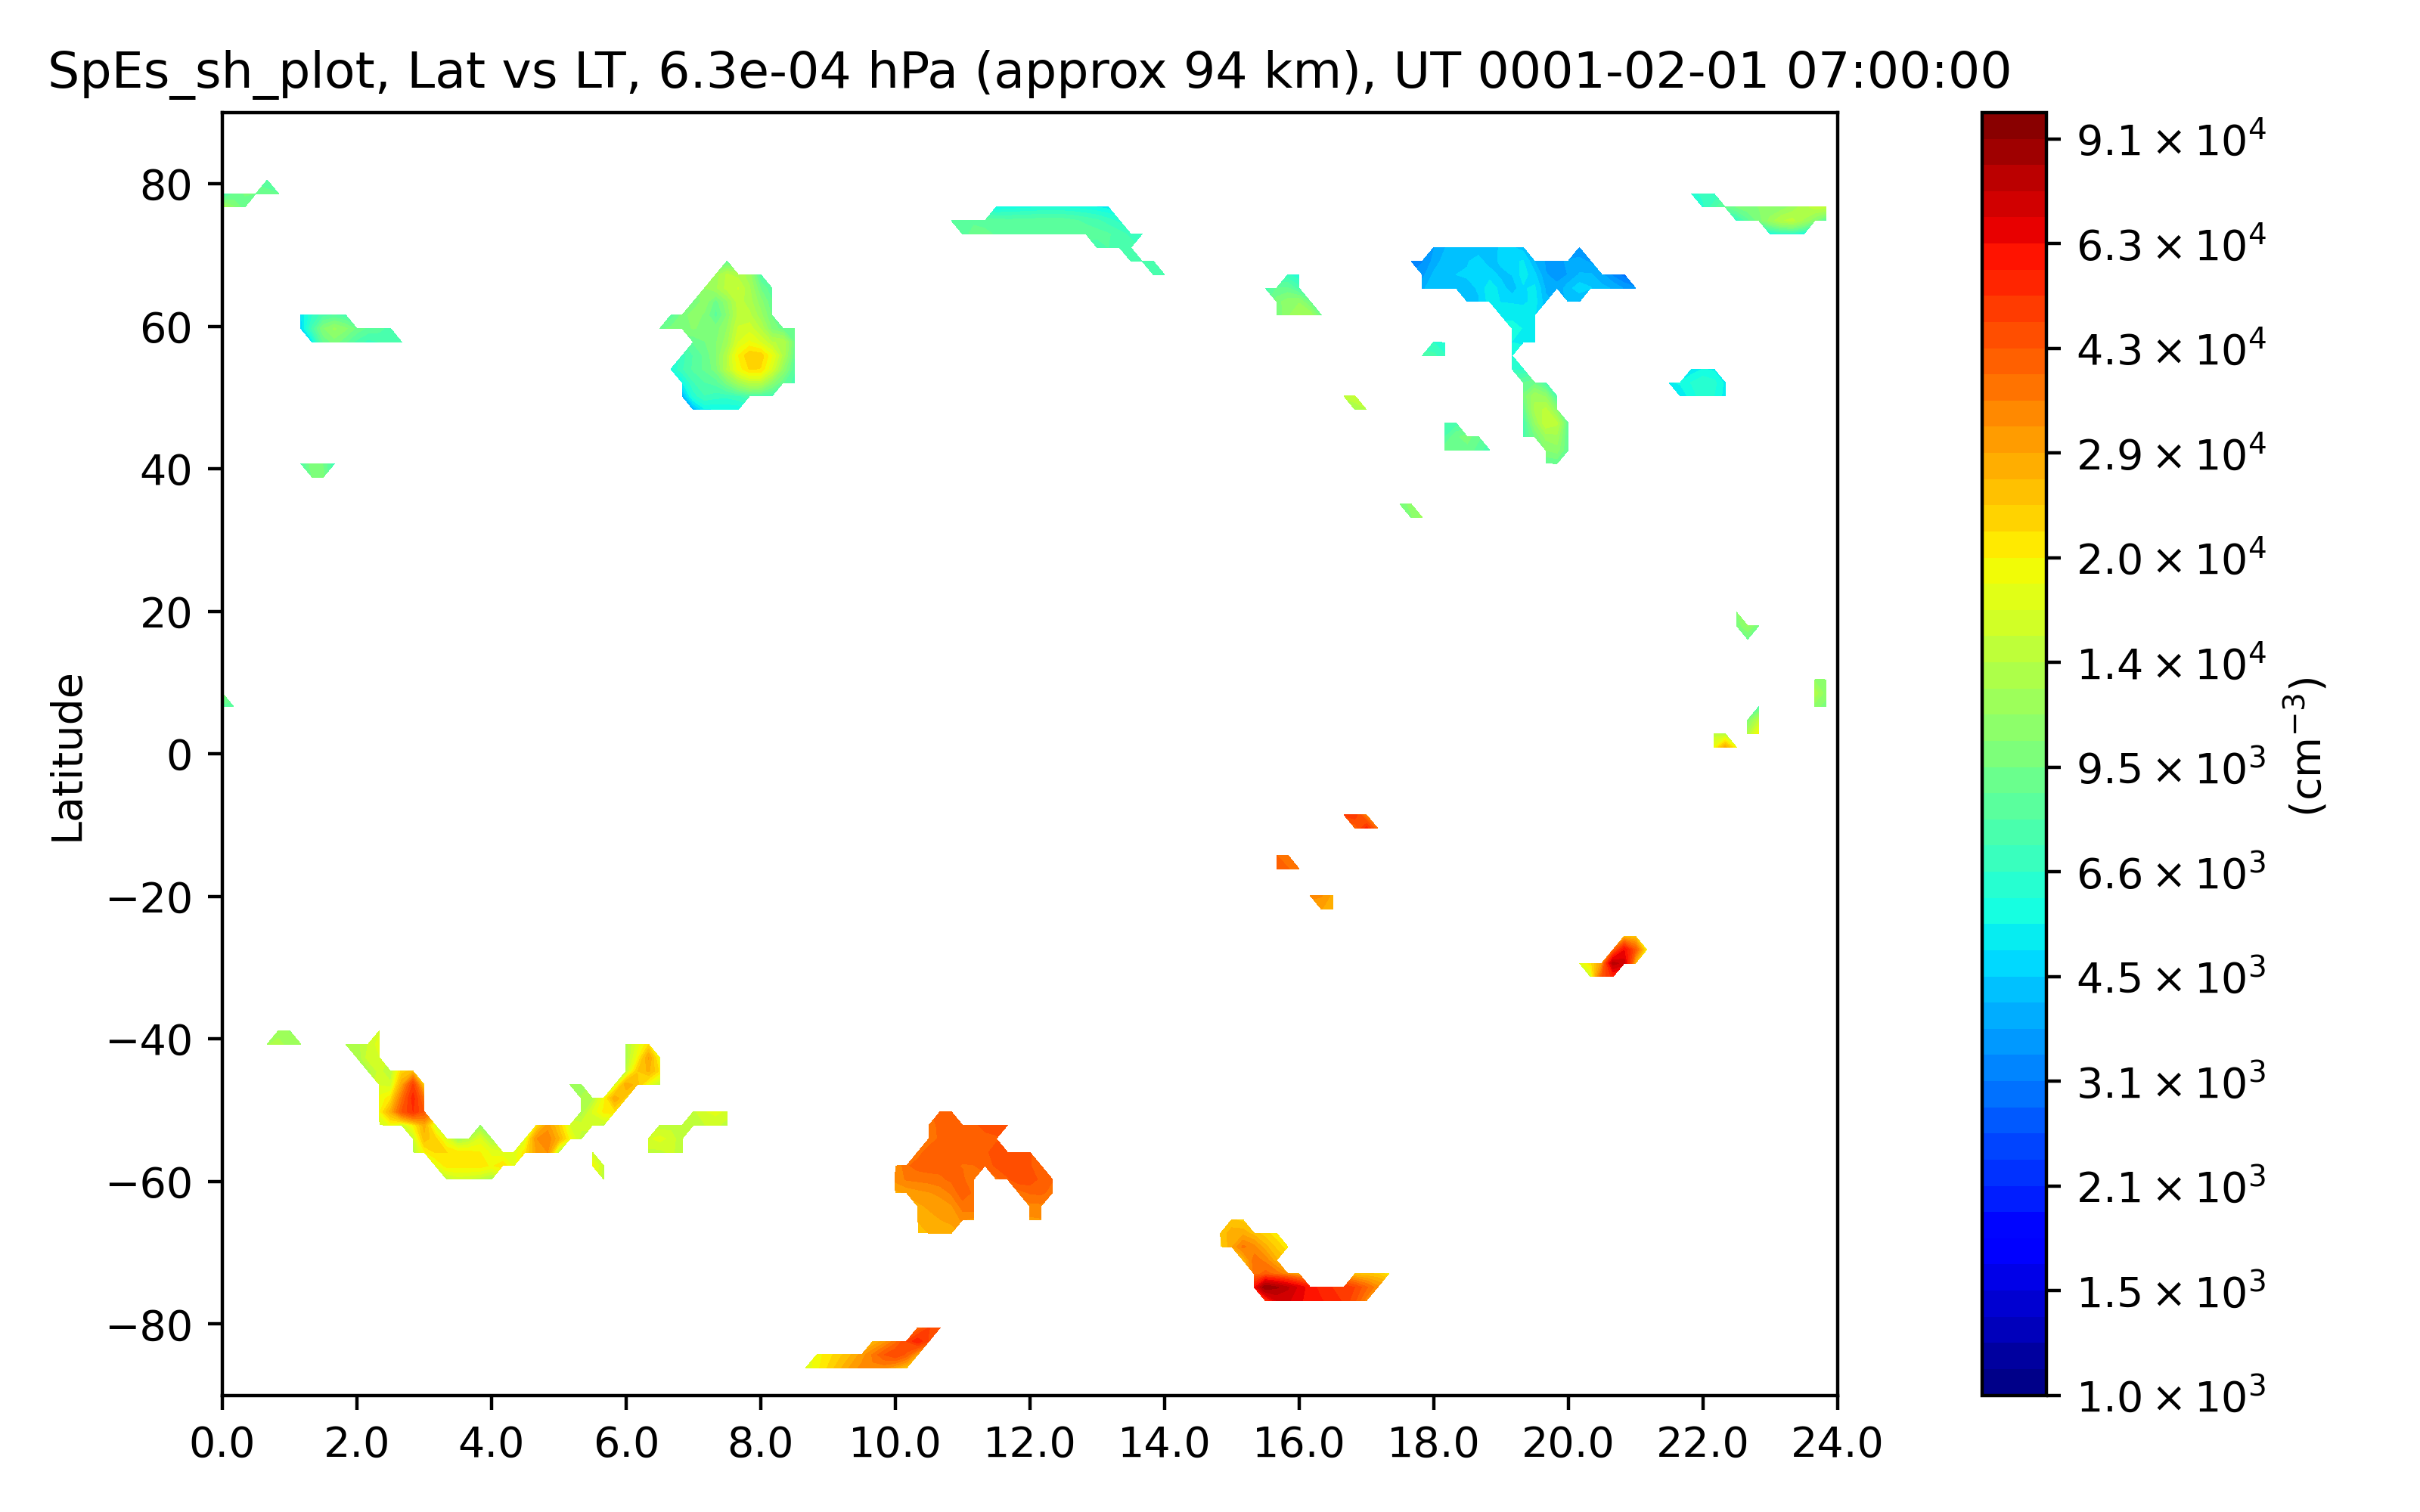 SpEs_sh_plot, Lat vs LT, 6.3e-04 hPa (approx 94 km), UT 0001-02-01 07:00:00
80
60
40
20
0
−20
−40
−60
−80
Latitude
0.0 2.0 4.0 6.0 8.0 10.0 12.0 14.0 16.0 18.0 20.0 22.0 24.0
9.1 × 10⁴
6.3 × 10⁴
4.3 × 10⁴
2.9 × 10⁴
2.0 × 10⁴
1.4 × 10⁴
9.5 × 10³
6.6 × 10³
4.5 × 10³
3.1 × 10³
2.1 × 10³
1.5 × 10³
1.0 × 10³
(cm⁻³)